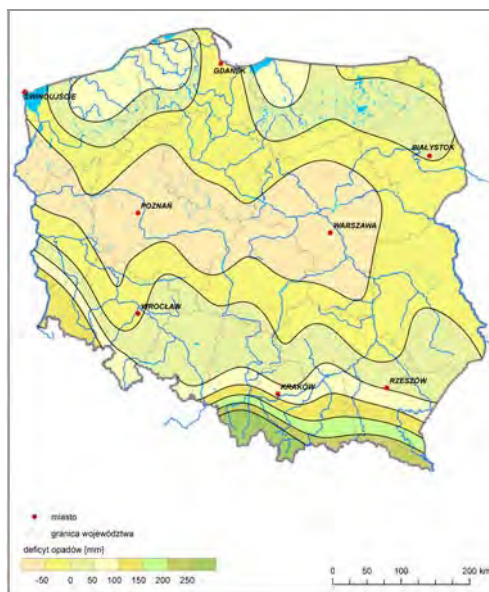 GDAŃSK
ŚWINOUJŚCIE
BIAŁYSTOK
POZNAŃ
WARSZAWA
WROCŁAW
KRAKÓW
RZESZÓW
miasto
granica województwa
deficyt opadów [mm]
-50 0 50 100 150 200 250
0 50 100 200 km